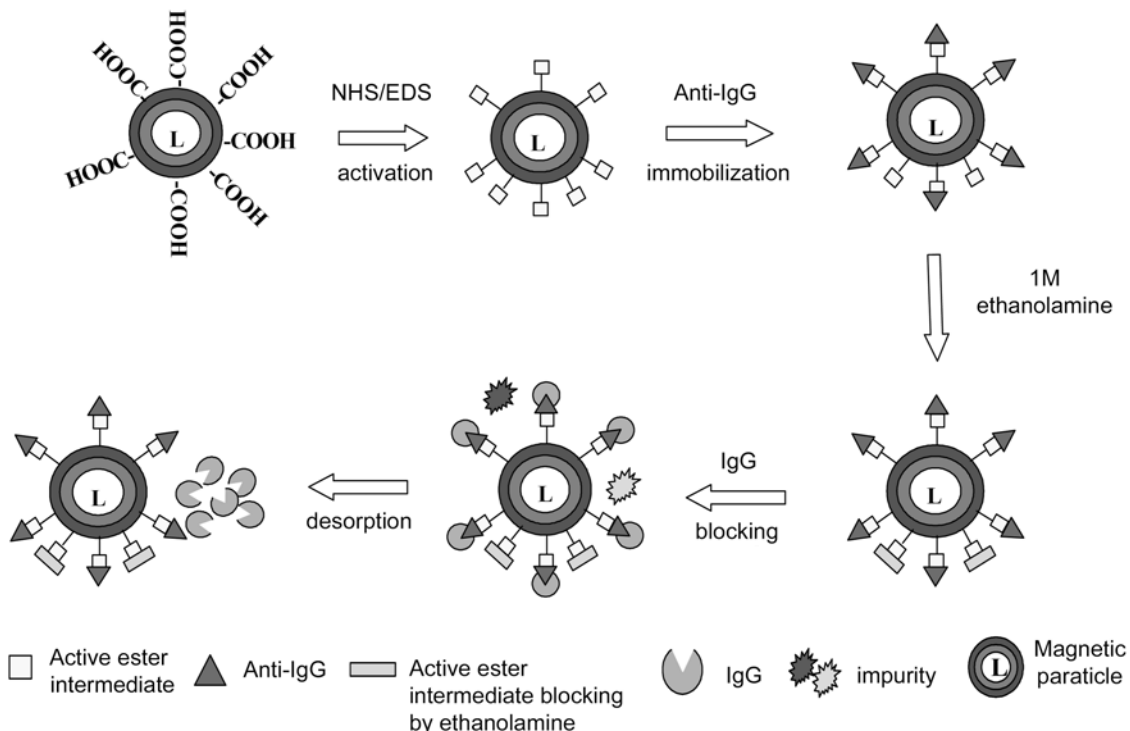 HOOC
COOH
COOH
COOH
COOH
COOH
HOOC
L
NHS/EDS
activation
L
Anti-IgG
immobilization
L
1M
ethanolamine
L
desorption
L
IgG
blocking
L
Active ester
intermediate
Anti-IgG
Active ester
intermediate blocking
by ethanolamine
IgG
impurity
L
Magnetic
paraticle